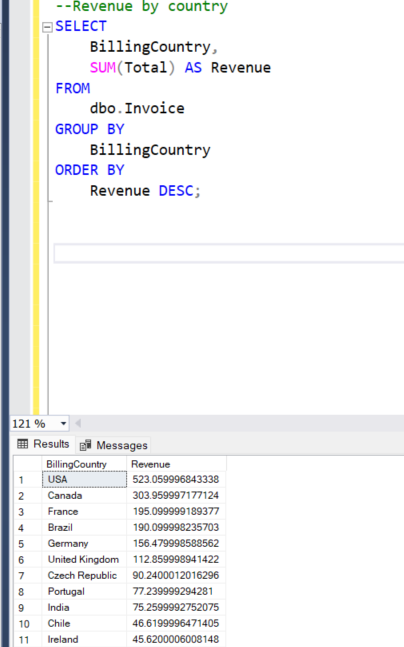 --Revenue by country
SELECT
BillingCountry,
SUM(Total) AS Revenue
FROM
dbo.Invoice
GROUP BY
BillingCountry
ORDER BY
Revenue DESC;
121 %
Results Messages
BillingCountry Revenue
1 USA 523.059996843338
2 Canada 303.959997177124
3 France 195.099999189377
4 Brazil 190.099998235703
5 Germany 156.479998588562
6 United Kingdom 112.859998941422
7 Czech Republic 90.2400012016296
8 Portugal 77.239999294281
9 India 75.2599992752075
10 Chile 46.6199996471405
11 Ireland 45.6200006008148